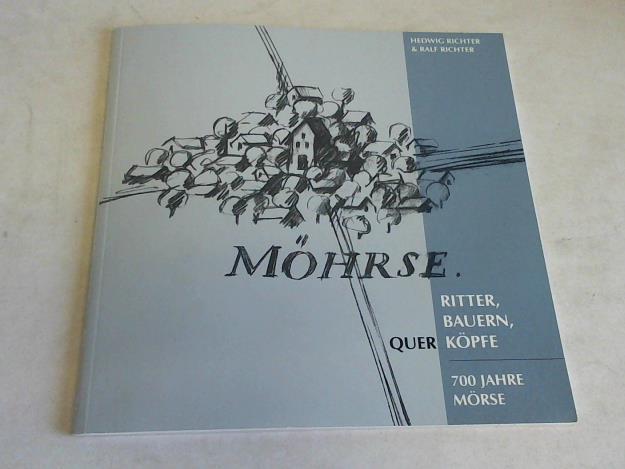 HEDWIG RICHTER
& RALF RICHTER
MÖHRSE.
RITTER,
BAUERN,
QUER KÖPFE
700 JAHRE
MÖRSE